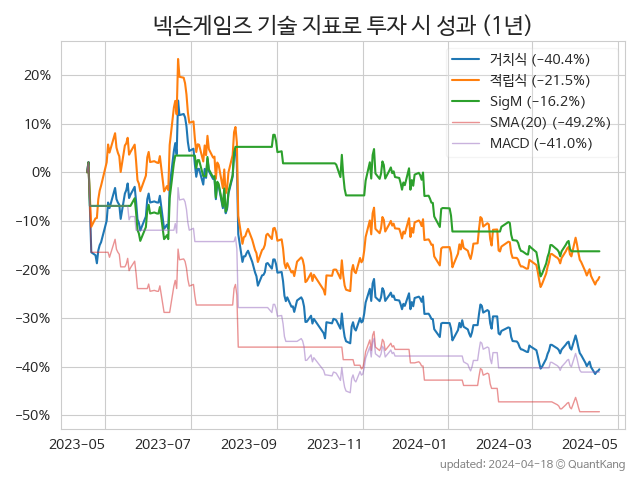 넥슨게임즈 기술 지표로 투자 시 성과 (1년)
거치식 (−40.4%)
적립식 (−21.5%)
SigM (−16.2%)
SMA(20) (−49.2%)
MACD (−41.0%)
20%
10%
0%
−10%
−20%
−30%
−40%
−50%
2023-05 2023-07 2023-09 2023-11 2024-01 2024-03 2024-05
updated: 2024-04-18 © QuantKang